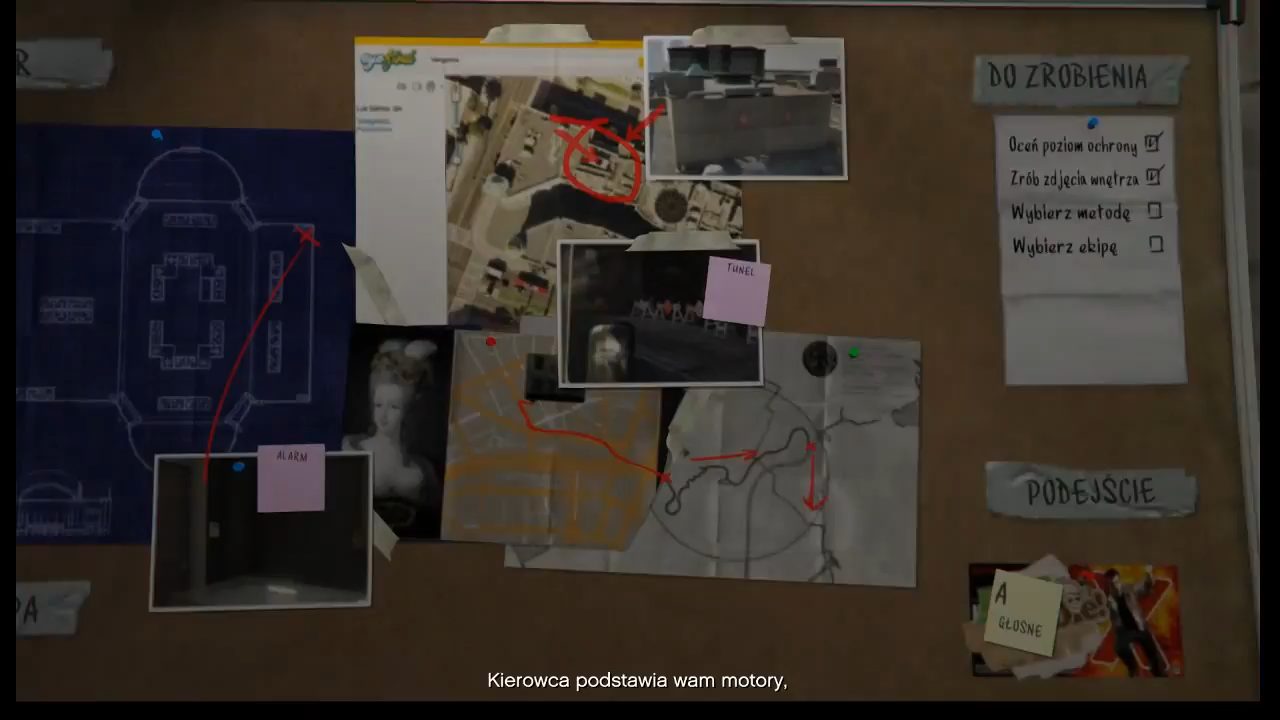 R
DO ZROBIENIA
Oceń poziom ochrony
Zrób zdjęcia wnętrza
Wybierz metodę
Wybierz ekipę
TUNEL
ALARM
PODEJŚCIE
PA
A
GŁOŚNE
Kierowca podstawia wam motory,